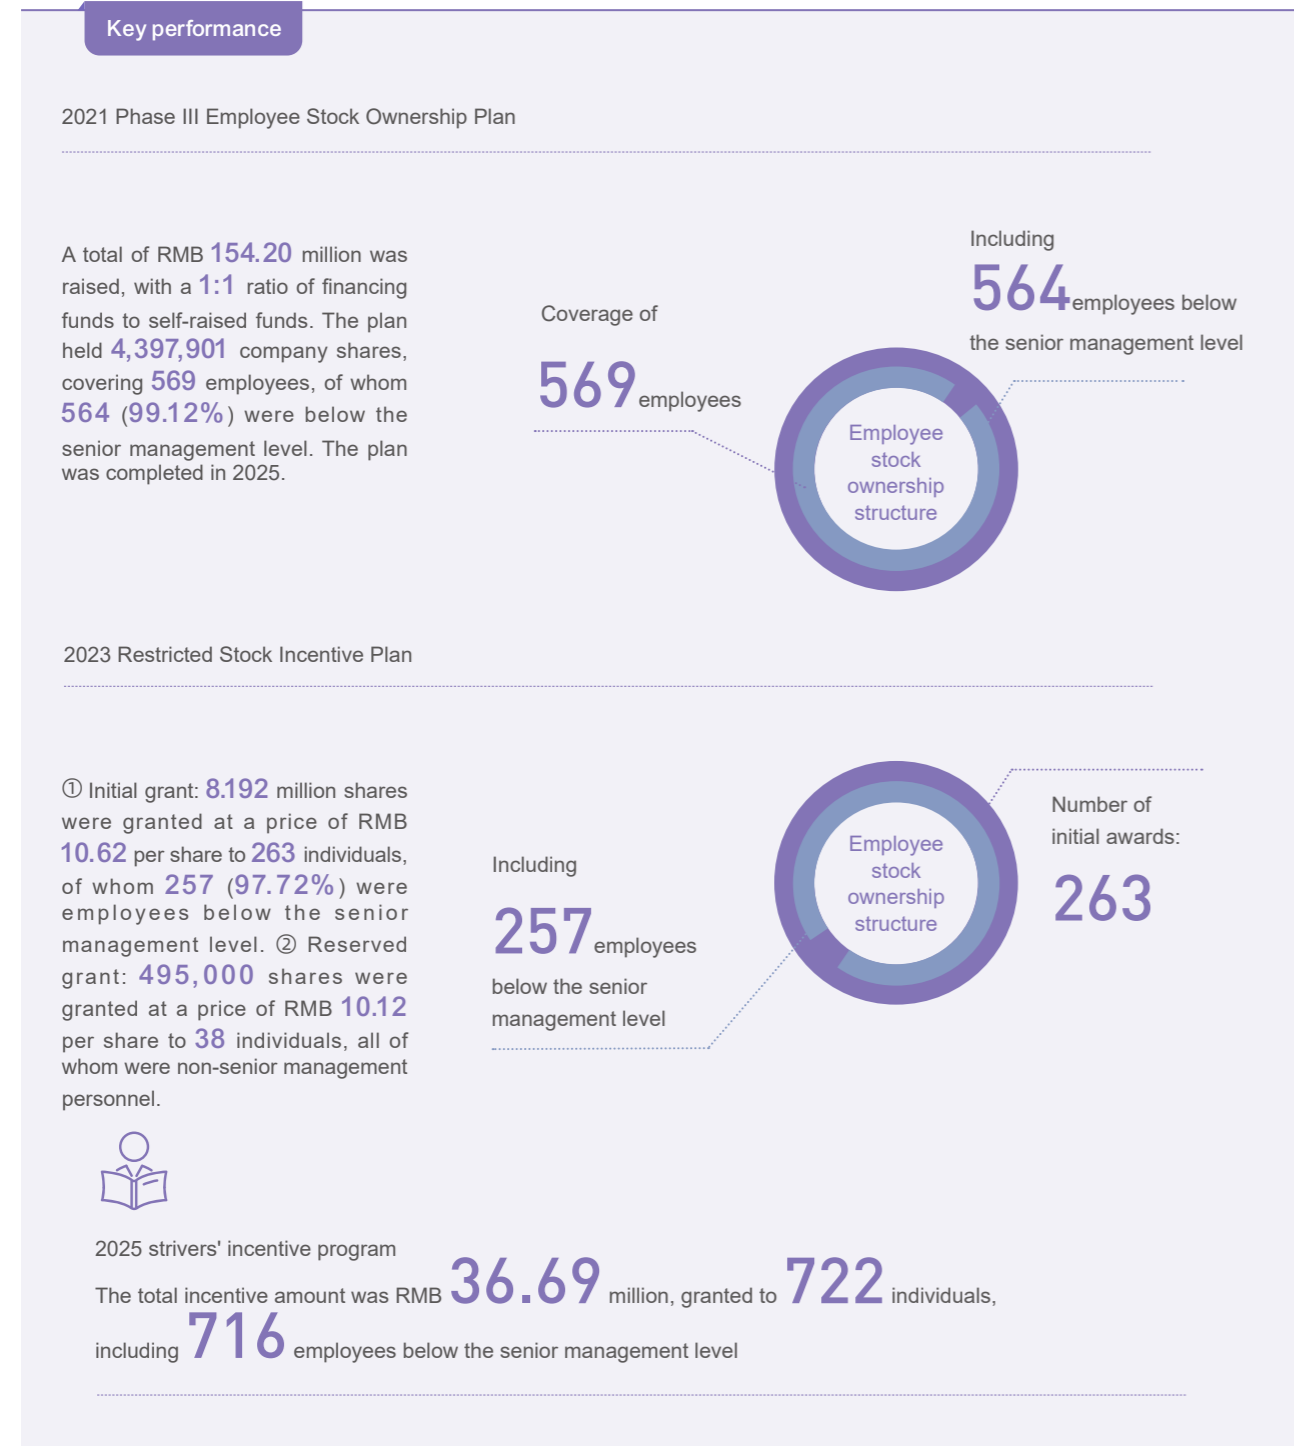 Key performance
2021 Phase III Employee Stock Ownership Plan
A total of RMB 154.20 million was
raised, with a 1:1 ratio of financing
funds to self-raised funds. The plan
held 4,397,901 company shares,
covering 569 employees, of whom
564 (99.12%) were below the
senior management level. The plan
was completed in 2025.
Coverage of
569 employees
Including
564 employees below
the senior management level
Employee
stock
ownership
structure
2023 Restricted Stock Incentive Plan
① Initial grant: 8.192 million shares
were granted at a price of RMB
10.62 per share to 263 individuals,
of whom 257 (97.72%) were
employees below the senior
management level. ② Reserved
grant: 495,000 shares were
granted at a price of RMB 10.12
per share to 38 individuals, all of
whom were non-senior management
personnel.
Including
257 employees
below the senior
management level
Employee
stock
ownership
structure
Number of
initial awards:
263
2025 strivers' incentive program
The total incentive amount was RMB 36.69 million, granted to 722 individuals,
including 716 employees below the senior management level